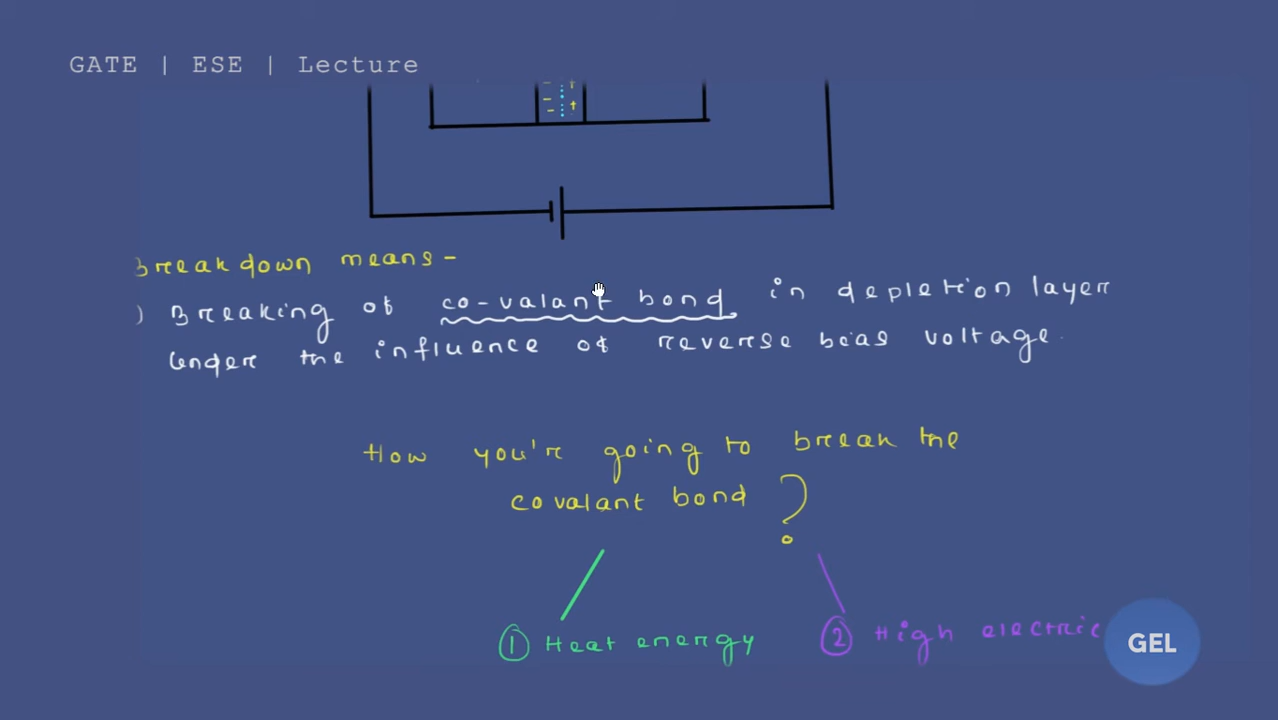 GATE | ESE | Lecture
Breakdown means -
) Breaking of co-valant bond in depletion layer
under the influence of reverse bias voltage.
How you're going to break the
covalant bond ?
① Heat energy
② High electric
GEL